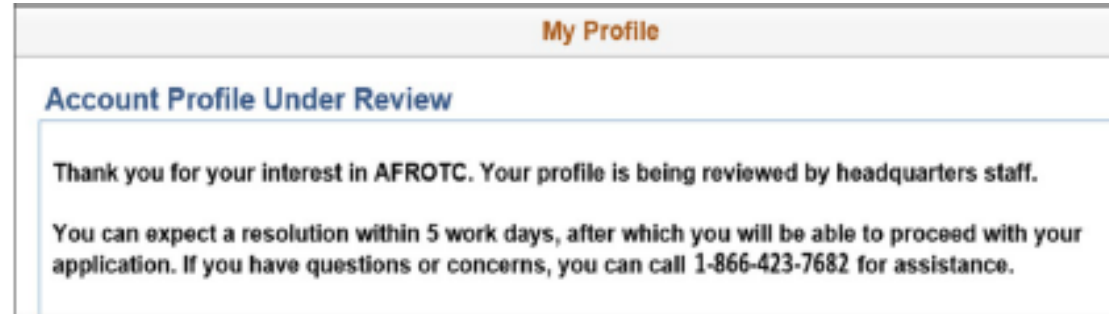 My Profile
Account Profile Under Review
Thank you for your interest in AFROTC. Your profile is being reviewed by headquarters staff.
You can expect a resolution within 5 work days, after which you will be able to proceed with your
application. If you have questions or concerns, you can call 1-866-423-7682 for assistance.